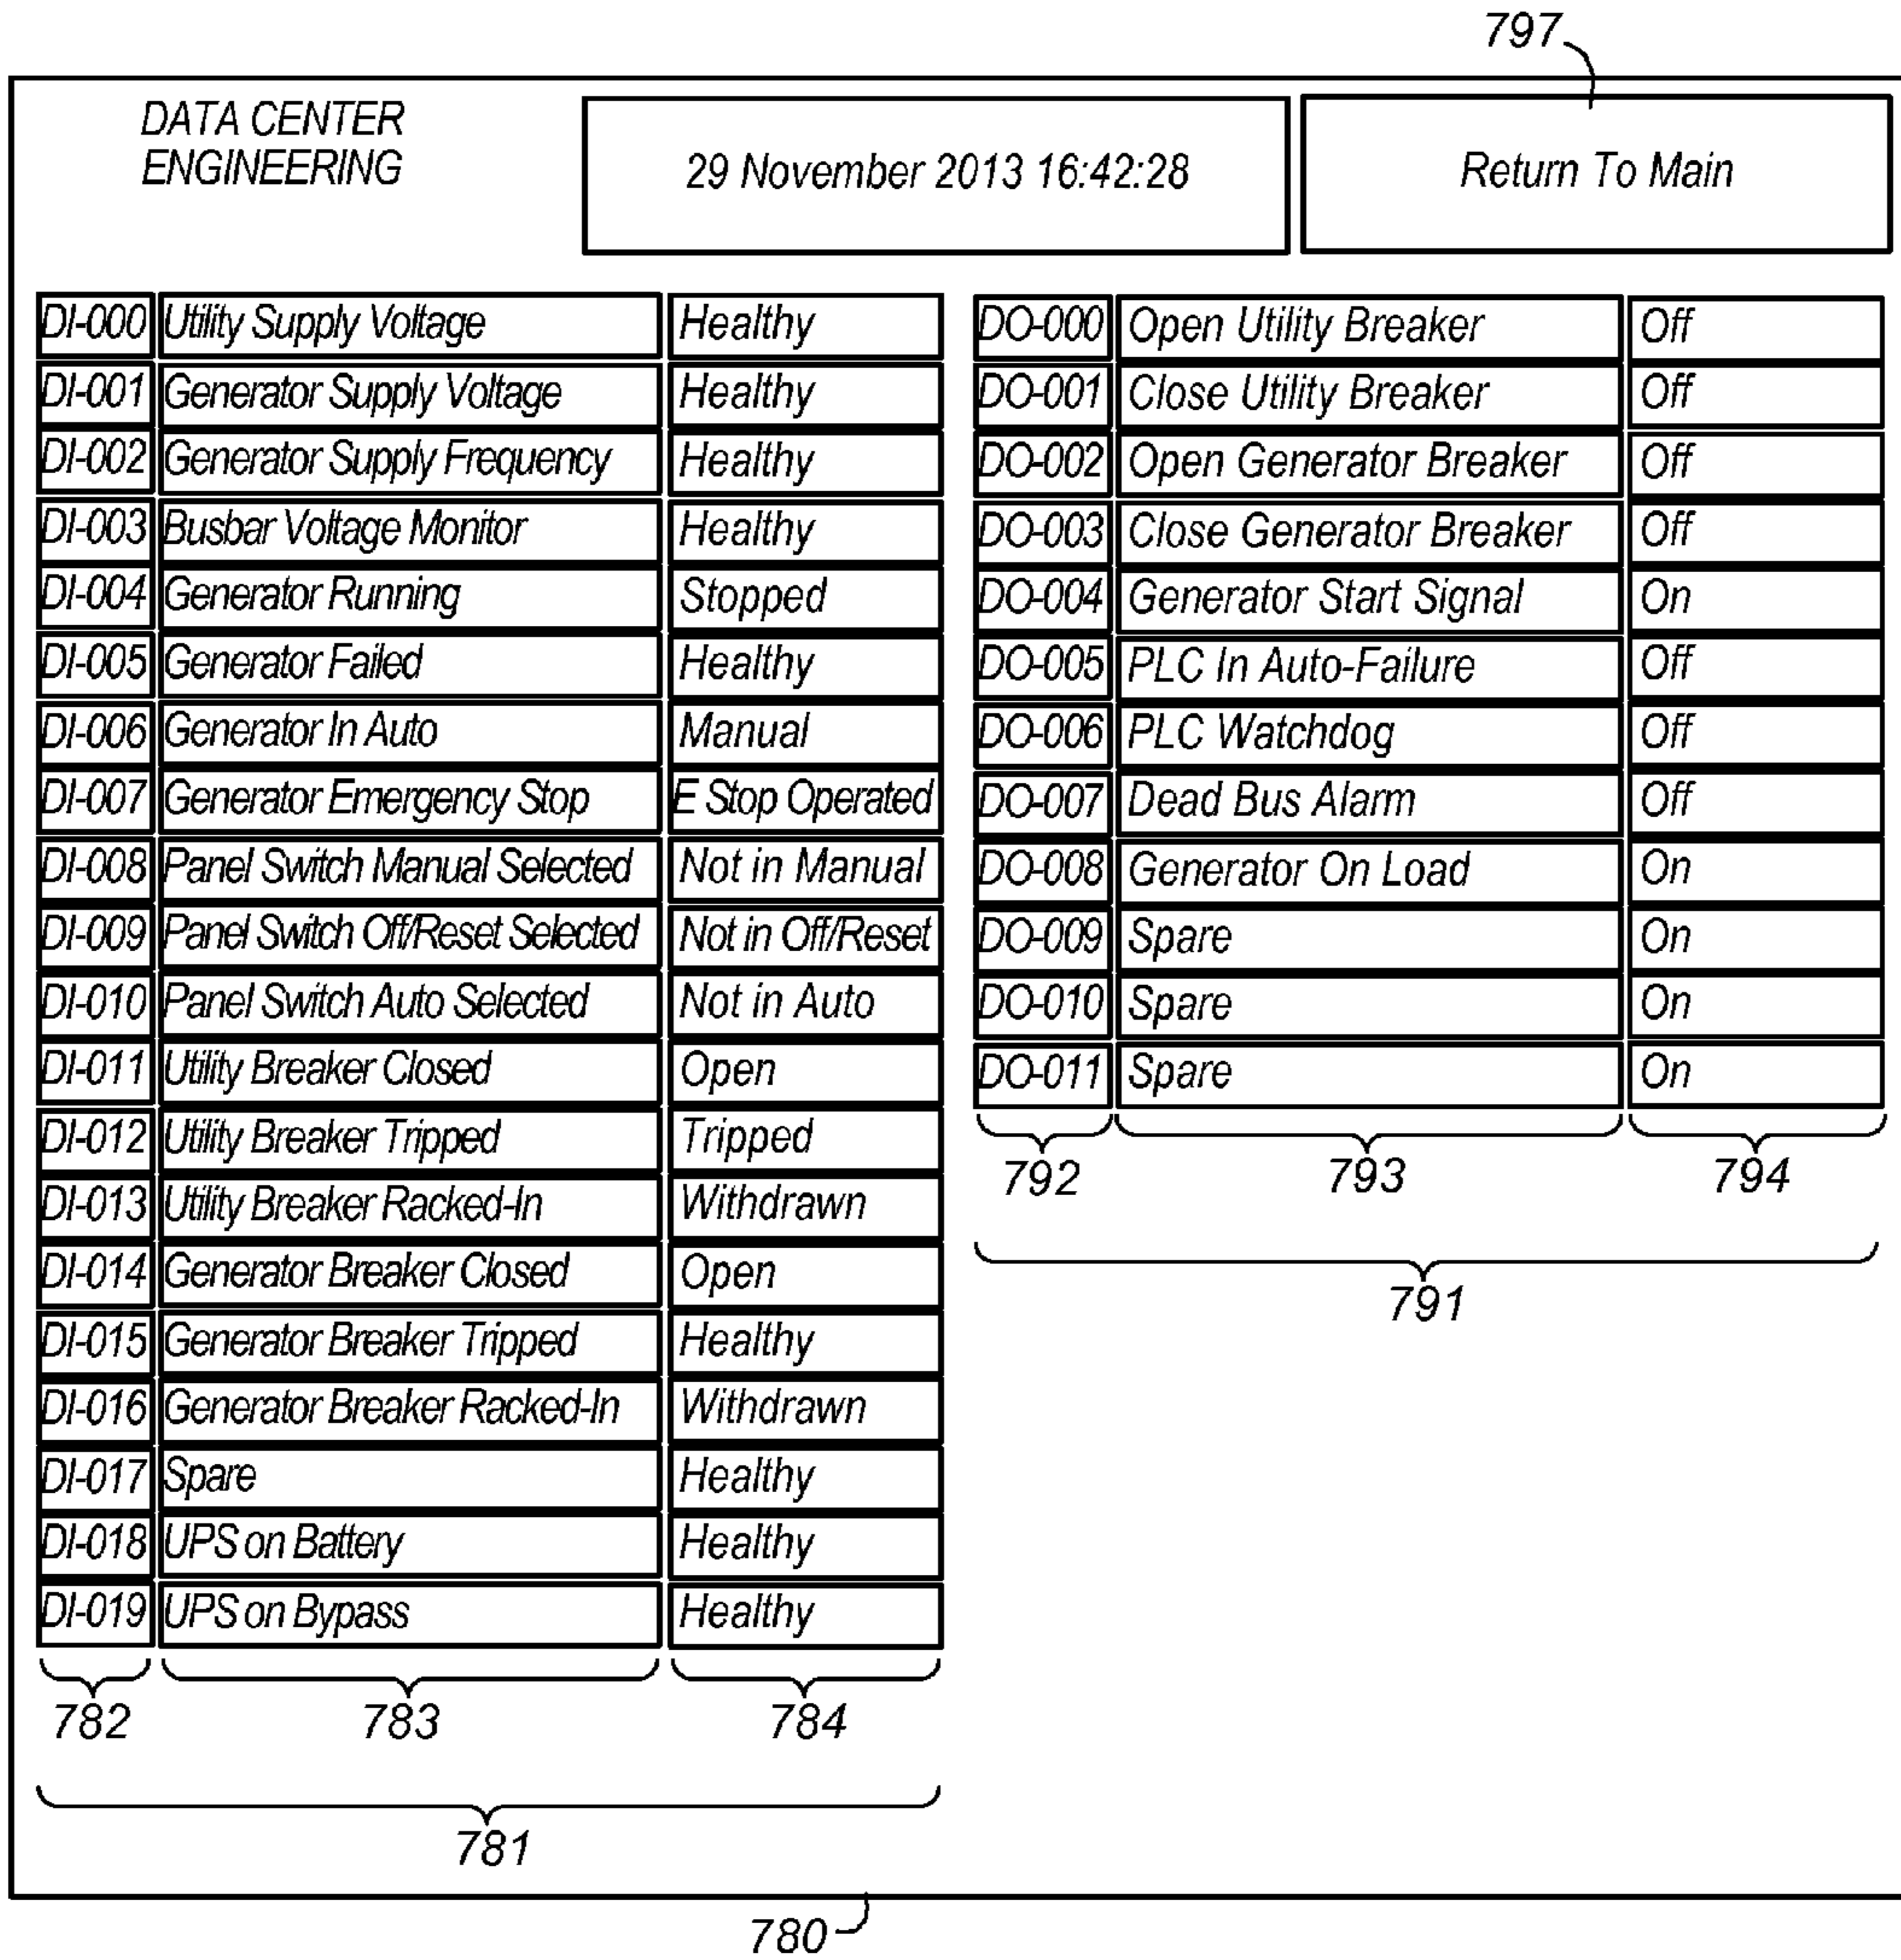 797
DATA CENTER
ENGINEERING
29 November 2013 16:42:28
Return To Main
DI-000 Utility Supply Voltage Healthy
DI-001 Generator Supply Voltage Healthy
DI-002 Generator Supply Frequency Healthy
DI-003 Busbar Voltage Monitor Healthy
DI-004 Generator Running Stopped
DI-005 Generator Failed Healthy
DI-006 Generator In Auto Manual
DI-007 Generator Emergency Stop E Stop Operated
DI-008 Panel Switch Manual Selected Not in Manual
DI-009 Panel Switch Off/Reset Selected Not in Off/Reset
DI-010 Panel Switch Auto Selected Not in Auto
DI-011 Utility Breaker Closed Open
DI-012 Utility Breaker Tripped Tripped
DI-013 Utility Breaker Racked-In Withdrawn
DI-014 Generator Breaker Closed Open
DI-015 Generator Breaker Tripped Healthy
DI-016 Generator Breaker Racked-In Withdrawn
DI-017 Spare Healthy
DI-018 UPS on Battery Healthy
DI-019 UPS on Bypass Healthy
782 783 784
781
DO-000 Open Utility Breaker Off
DO-001 Close Utility Breaker Off
DO-002 Open Generator Breaker Off
DO-003 Close Generator Breaker Off
DO-004 Generator Start Signal On
DO-005 PLC In Auto-Failure Off
DO-006 PLC Watchdog Off
DO-007 Dead Bus Alarm Off
DO-008 Generator On Load On
DO-009 Spare On
DO-010 Spare On
DO-011 Spare On
792 793 794
791
780